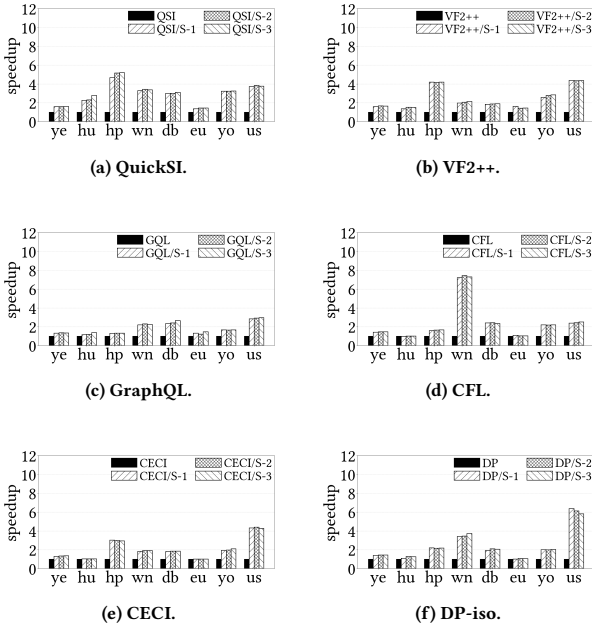 12
10
8
6
4
2
0
speedup
QSI QSI/S-2
QSI/S-1 QSI/S-3
ye hu hp wn db eu yo us
(a) QuickSI.
12
10
8
6
4
2
0
speedup
VF2++ VF2++/S-2
VF2++/S-1 VF2++/S-3
ye hu hp wn db eu yo us
(b) VF2++.
12
10
8
6
4
2
0
speedup
GQL GQL/S-2
GQL/S-1 GQL/S-3
ye hu hp wn db eu yo us
(c) GraphQL.
12
10
8
6
4
2
0
speedup
CFL CFL/S-2
CFL/S-1 CFL/S-3
ye hu hp wn db eu yo us
(d) CFL.
12
10
8
6
4
2
0
speedup
CECI CECI/S-2
CECI/S-1 CECI/S-3
ye hu hp wn db eu yo us
(e) CECI.
12
10
8
6
4
2
0
speedup
DP DP/S-2
DP/S-1 DP/S-3
ye hu hp wn db eu yo us
(f) DP-iso.